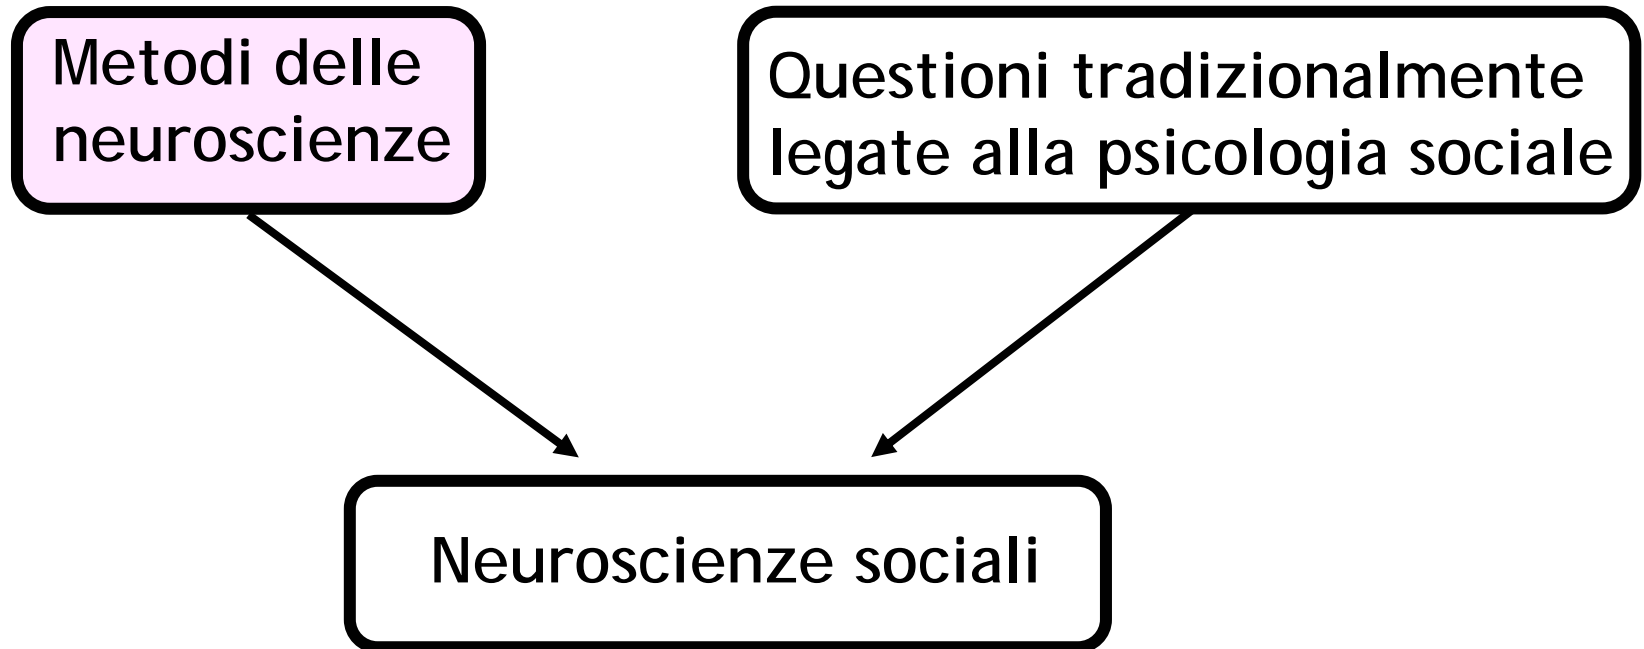 Metodi delle
neuroscienze
Questioni tradizionalmente
legate alla psicologia sociale
Neuroscienze sociali